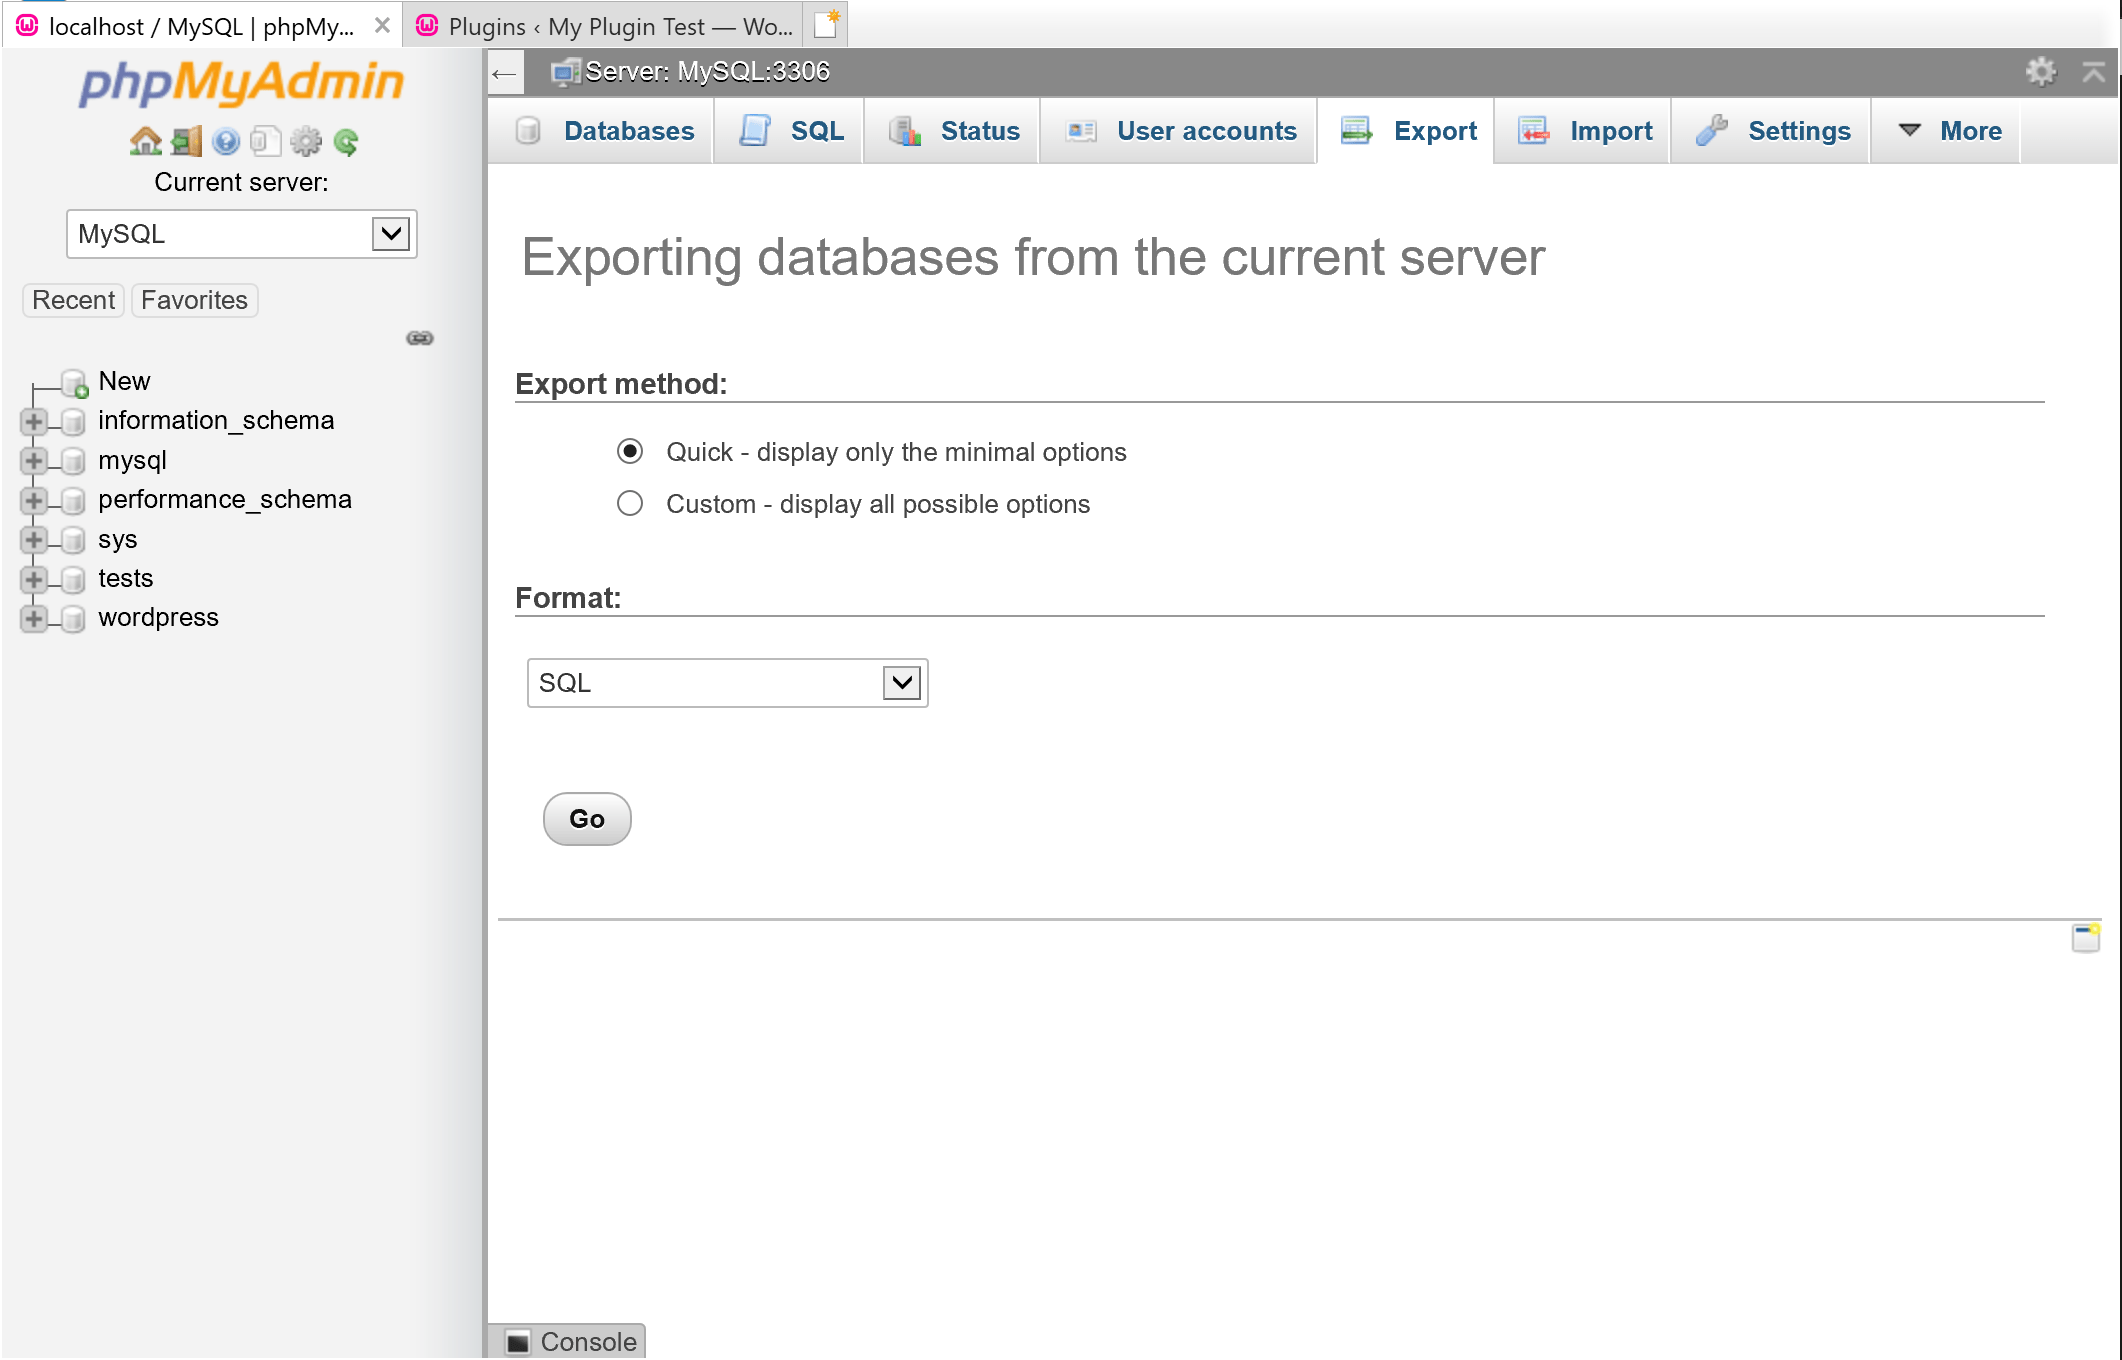 localhost / MySQL | phpMy...
Plugins ‹ My Plugin Test — Wo...
phpMyAdmin
Current server:
MySQL
Recent
Favorites
New
information_schema
mysql
performance_schema
sys
tests
wordpress
Server: MySQL:3306
Databases
SQL
Status
User accounts
Export
Import
Settings
More
Exporting databases from the current server
Export method:
Quick - display only the minimal options
Custom - display all possible options
Format:
SQL
Go
Console